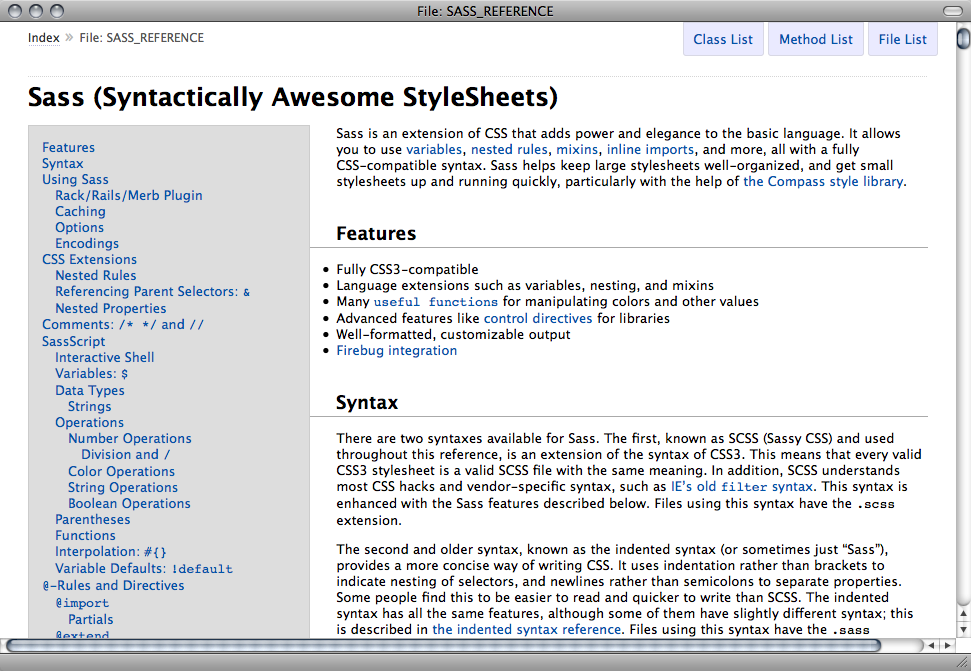 File: SASS_REFERENCE
Index » File: SASS_REFERENCE
Class List
Method List
File List
Sass (Syntactically Awesome StyleSheets)
Features
Syntax
Using Sass
Rack/Rails/Merb Plugin
Caching
Options
Encodings
CSS Extensions
Nested Rules
Referencing Parent Selectors: &
Nested Properties
Comments: /* */ and //
SassScript
Interactive Shell
Variables: $
Data Types
Strings
Operations
Number Operations
Division and /
Color Operations
String Operations
Boolean Operations
Parentheses
Functions
Interpolation: #{}
Variable Defaults: !default
@-Rules and Directives
@import
Partials
@extend
Sass is an extension of CSS that adds power and elegance to the basic language. It allows
you to use variables, nested rules, mixins, inline imports, and more, all with a fully
CSS-compatible syntax. Sass helps keep large stylesheets well-organized, and get small
stylesheets up and running quickly, particularly with the help of the Compass style library.
Features
• Fully CSS3-compatible
• Language extensions such as variables, nesting, and mixins
• Many useful functions for manipulating colors and other values
• Advanced features like control directives for libraries
• Well-formatted, customizable output
• Firebug integration
Syntax
There are two syntaxes available for Sass. The first, known as SCSS (Sassy CSS) and used
throughout this reference, is an extension of the syntax of CSS3. This means that every valid
CSS3 stylesheet is a valid SCSS file with the same meaning. In addition, SCSS understands
most CSS hacks and vendor-specific syntax, such as IE's old filter syntax. This syntax is
enhanced with the Sass features described below. Files using this syntax have the .scss
extension.
The second and older syntax, known as the indented syntax (or sometimes just “Sass”),
provides a more concise way of writing CSS. It uses indentation rather than brackets to
indicate nesting of selectors, and newlines rather than semicolons to separate properties.
Some people find this to be easier to read and quicker to write than SCSS. The indented
syntax has all the same features, although some of them have slightly different syntax; this
is described in the indented syntax reference. Files using this syntax have the .sass